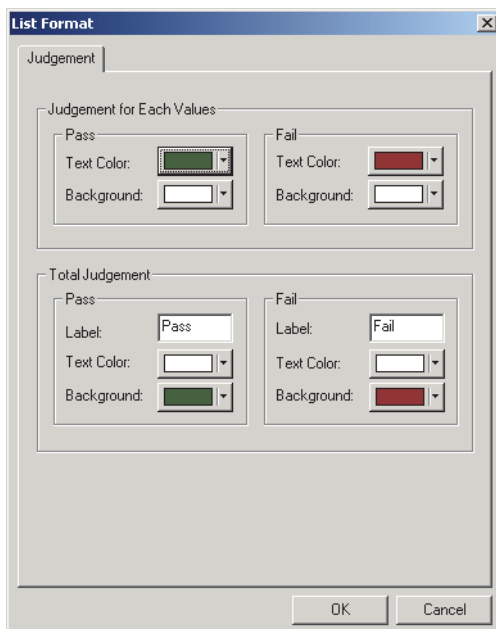 List Format
Judgement
Judgement for Each Values
Pass
Text Color:
Background:
Fail
Text Color:
Background:
Total Judgement
Pass
Label: Pass
Text Color:
Background:
Fail
Label: Fail
Text Color:
Background:
OK Cancel